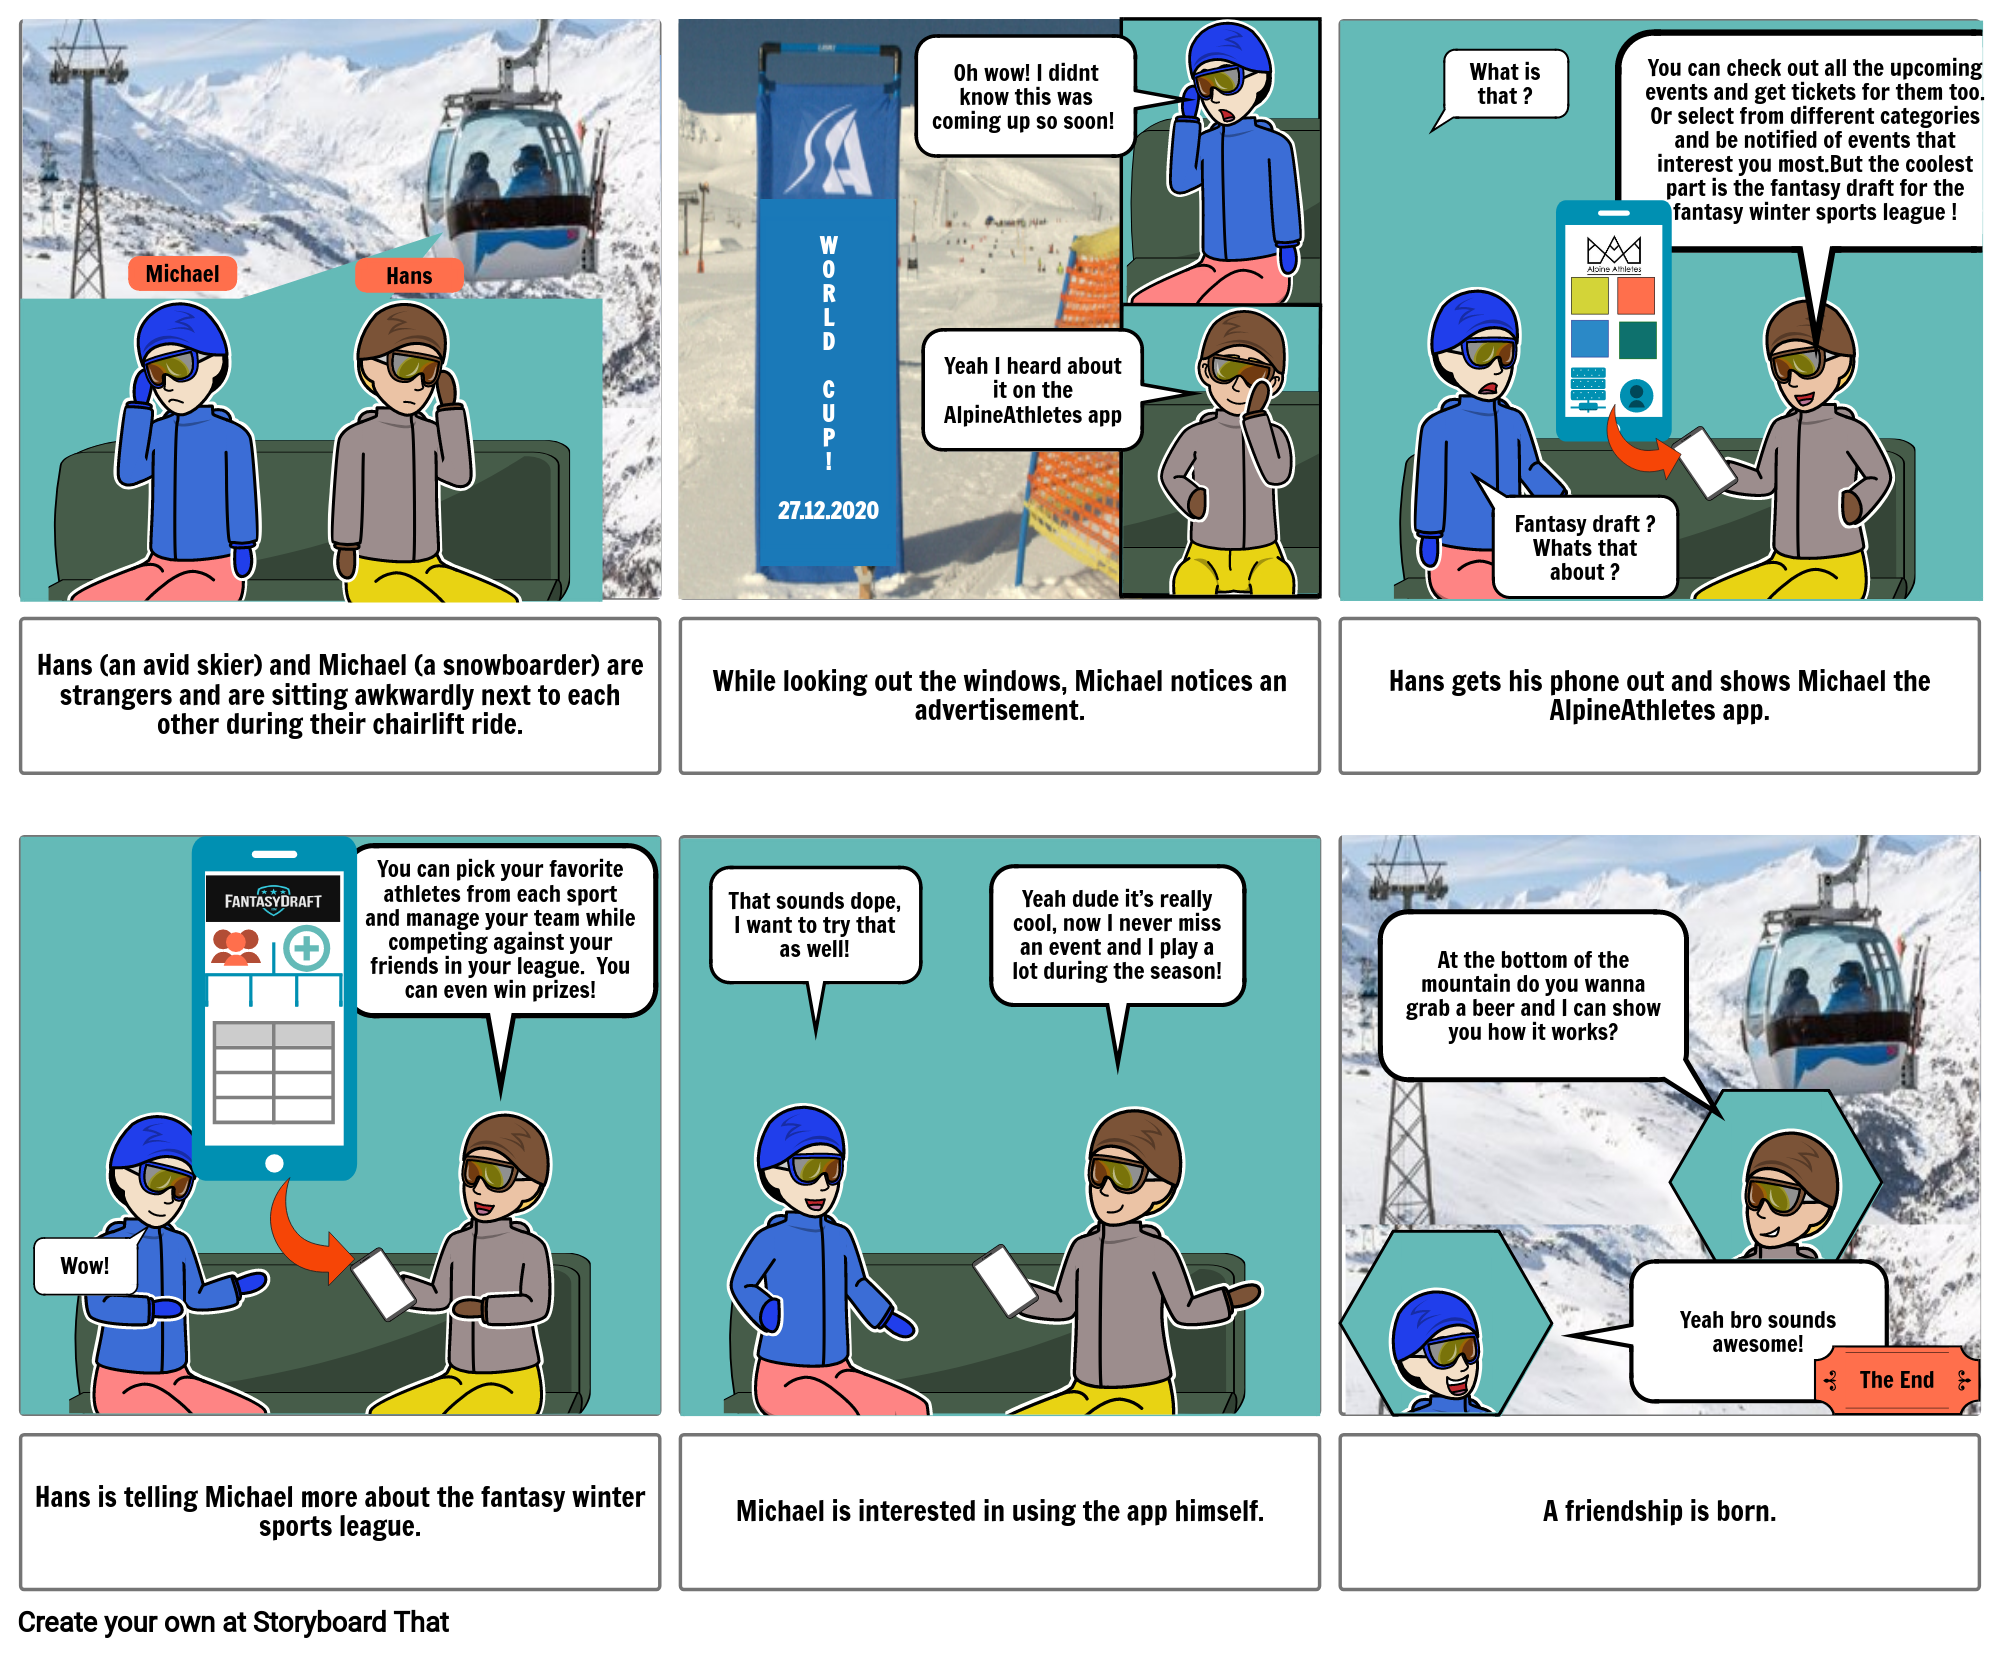 Michael
Hans
Hans (an avid skier) and Michael (a snowboarder) are
strangers and are sitting awkwardly next to each
other during their chairlift ride.
WORLD CUP!
27.12.2020
Oh wow! I didnt
know this was
coming up so soon!
Yeah I heard about
it on the
AlpineAthletes app
While looking out the windows, Michael notices an
advertisement.
What is
that ?
You can check out all the upcoming
events and get tickets for them too.
Or select from different categories
and be notified of events that
interest you most.But the coolest
part is the fantasy draft for the
fantasy winter sports league !
Alpine Athletes
Fantasy draft ?
Whats that
about ?
Hans gets his phone out and shows Michael the
AlpineAthletes app.
FANTASYDRAFT
You can pick your favorite
athletes from each sport
and manage your team while
competing against your
friends in your league.  You
can even win prizes!
Wow!
Hans is telling Michael more about the fantasy winter
sports league.
That sounds dope,
I want to try that
as well!
Yeah dude it's really
cool, now I never miss
an event and I play a
lot during the season!
Michael is interested in using the app himself.
At the bottom of the
mountain do you wanna
grab a beer and I can show
you how it works?
Yeah bro sounds
awesome!
The End
A friendship is born.
Create your own at Storyboard That